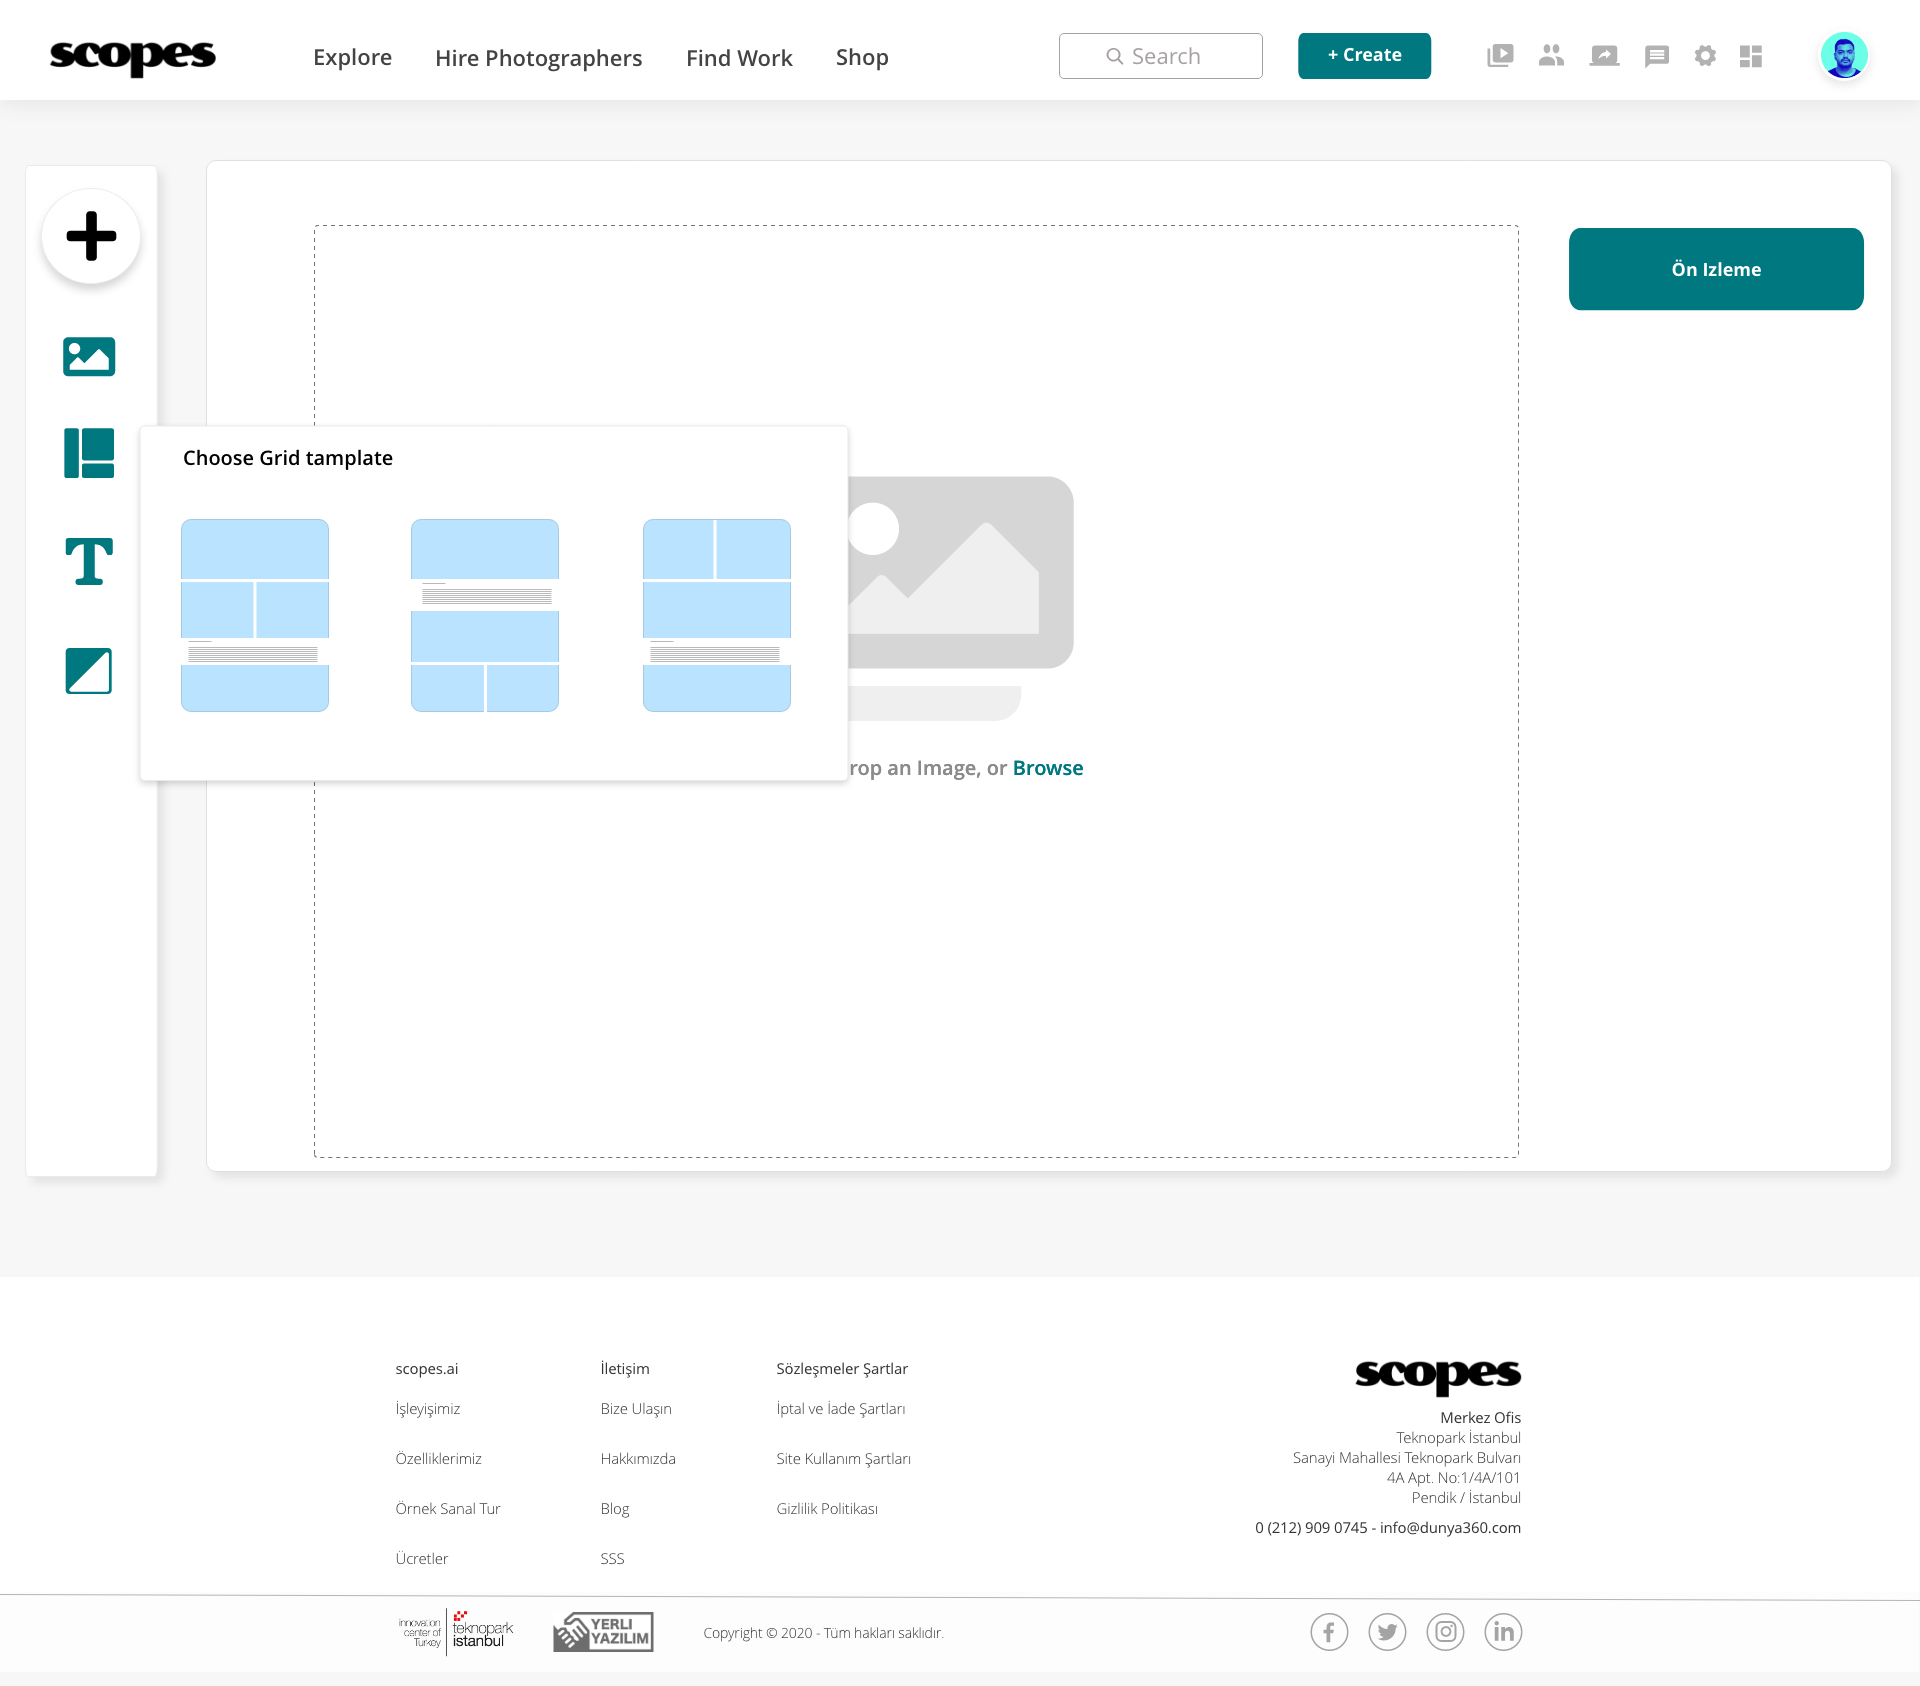 scopes
Explore
Hire Photographers
Find Work
Shop
Search
+ Create
Ön Izleme
Choose Grid tamplate
rop an Image, or Browse
scopes.ai
İşleyişimiz
Özelliklerimiz
Örnek Sanal Tur
Ücretler
İletişim
Bize Ulaşın
Hakkımızda
Blog
SSS
Sözleşmeler Şartlar
İptal ve İade Şartları
Site Kullanım Şartları
Gizlilik Politikası
scopes
Merkez Ofis
Teknopark İstanbul
Sanayi Mahallesi Teknopark Bulvarı
4A Apt. No:1/4A/101
Pendik / İstanbul
0 (212) 909 0745 - info@dunya360.com
innovation
center of
Turkey
teknopark
istanbul
YERLİ
YAZILIM
Copyright © 2020 - Tüm hakları saklıdır.